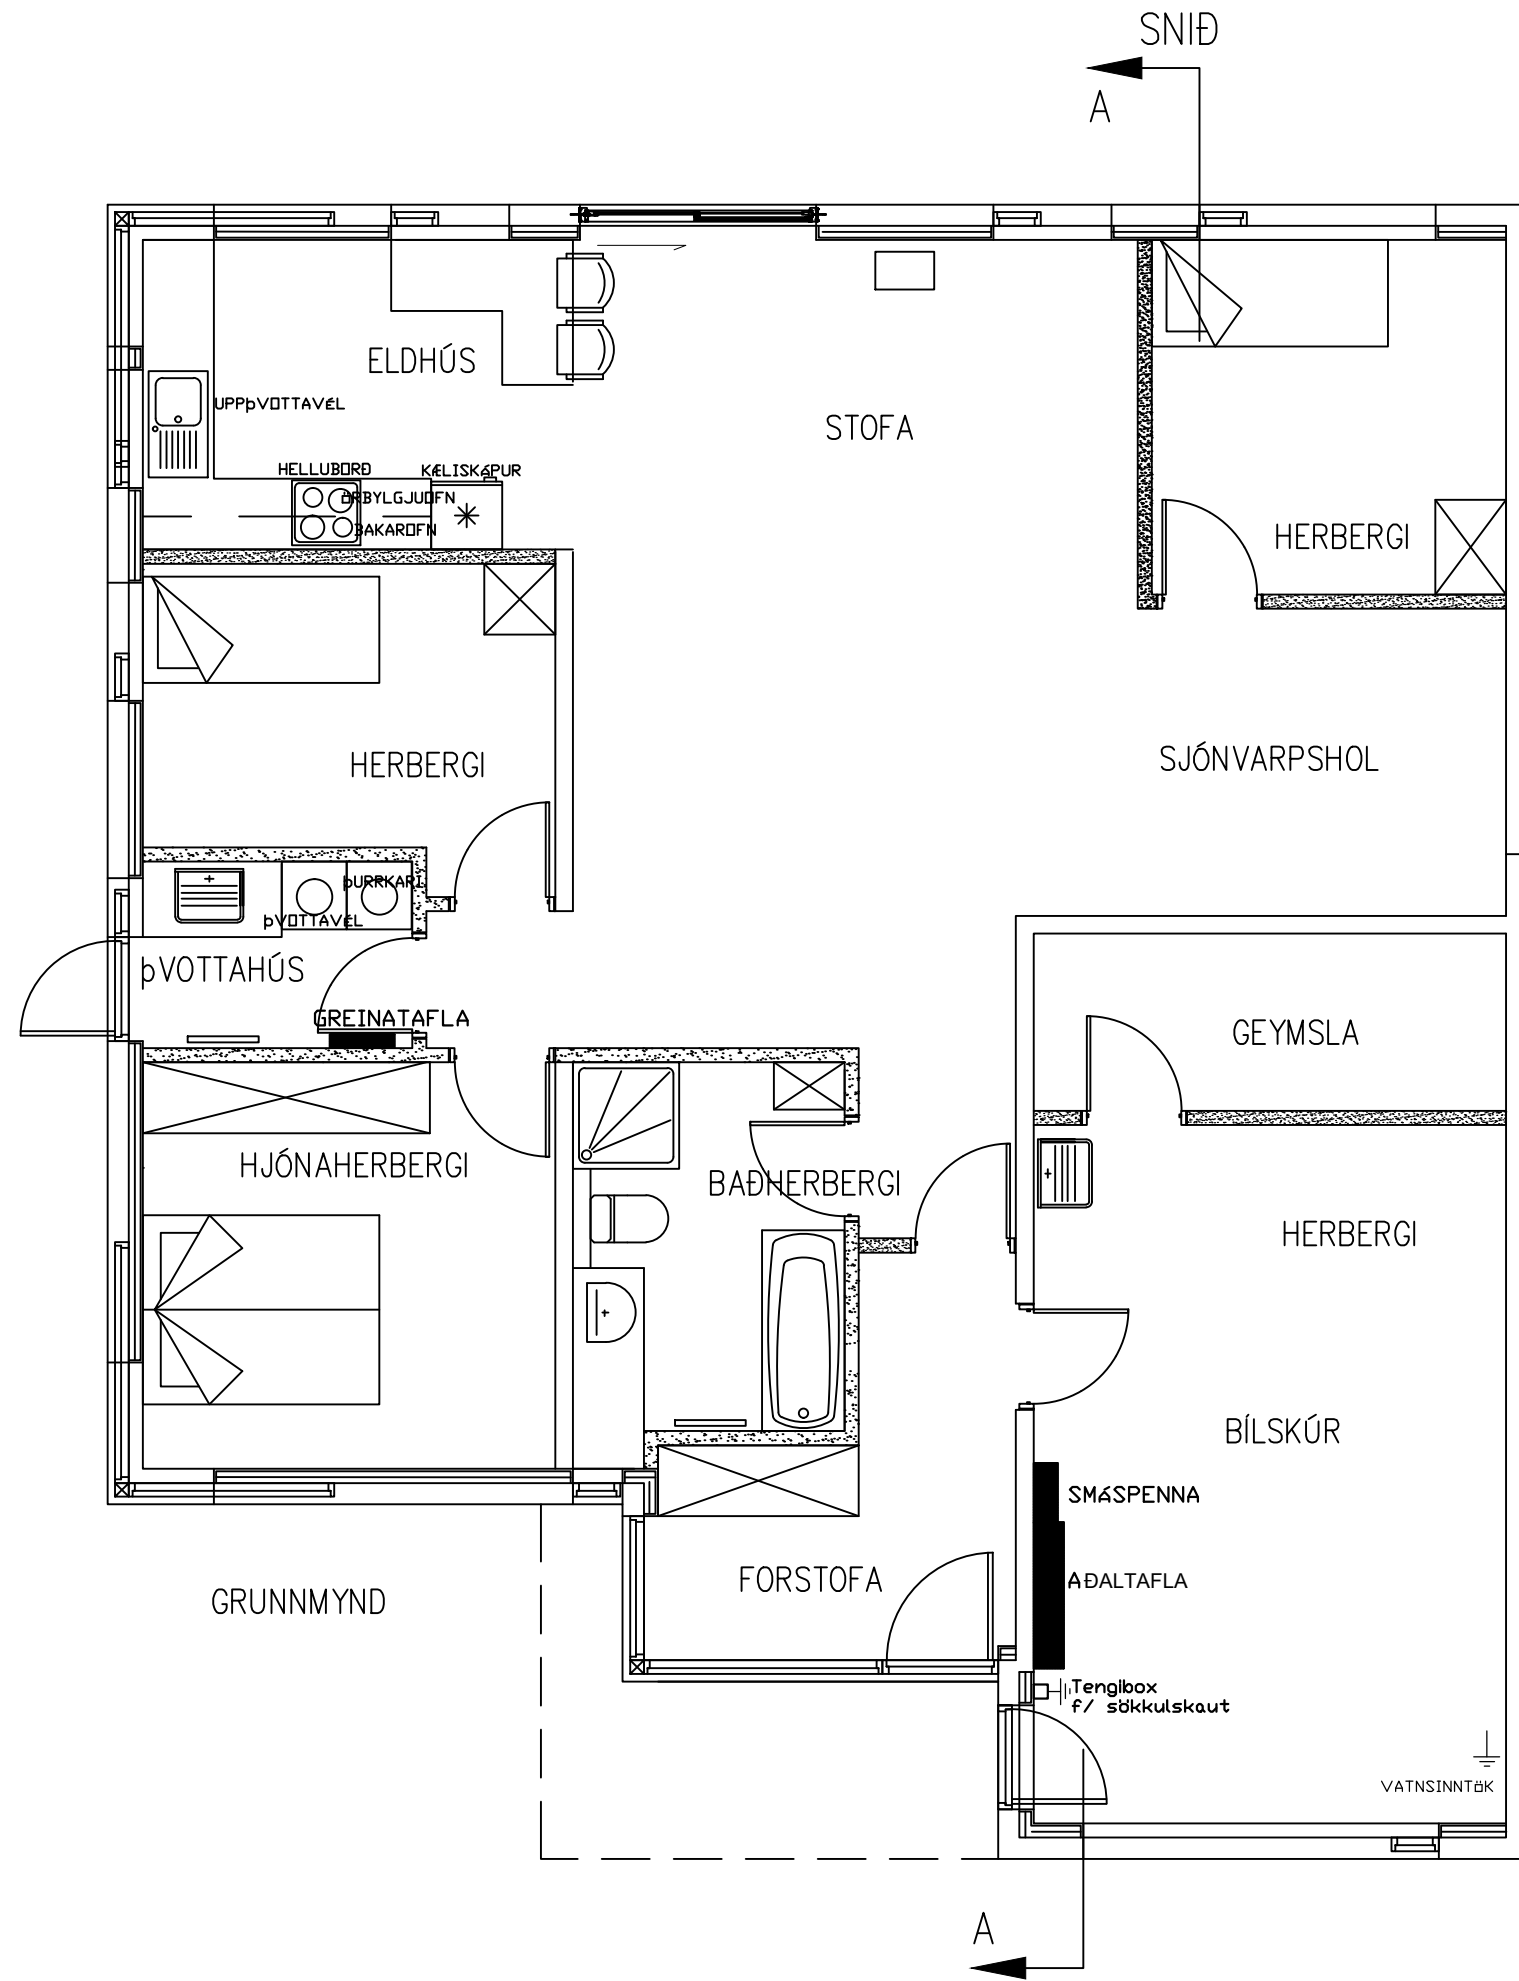 SNIÐ
A
ELDHÚS
UPPÞVOTTAVÉL
STOFA
HELLUBORÐ
KÆLISKÁPUR
ÖRBYLGJUOFN
BAKAROFN
HERBERGI
HERBERGI
SJÓNVARPSHOL
ÞURRKARI
ÞVOTTAVÉL
ÞVOTTAHÚS
GREINATAFLA
GEYMSLA
HJÓNAHERBERGI
BAÐHERBERGI
HERBERGI
BÍLSKÚR
SMÁSPENNA
AÐALTAFLA
FORSTOFA
GRUNNMYND
Tengibox
f/ sökkulskaut
VATNSINNTÖK
A